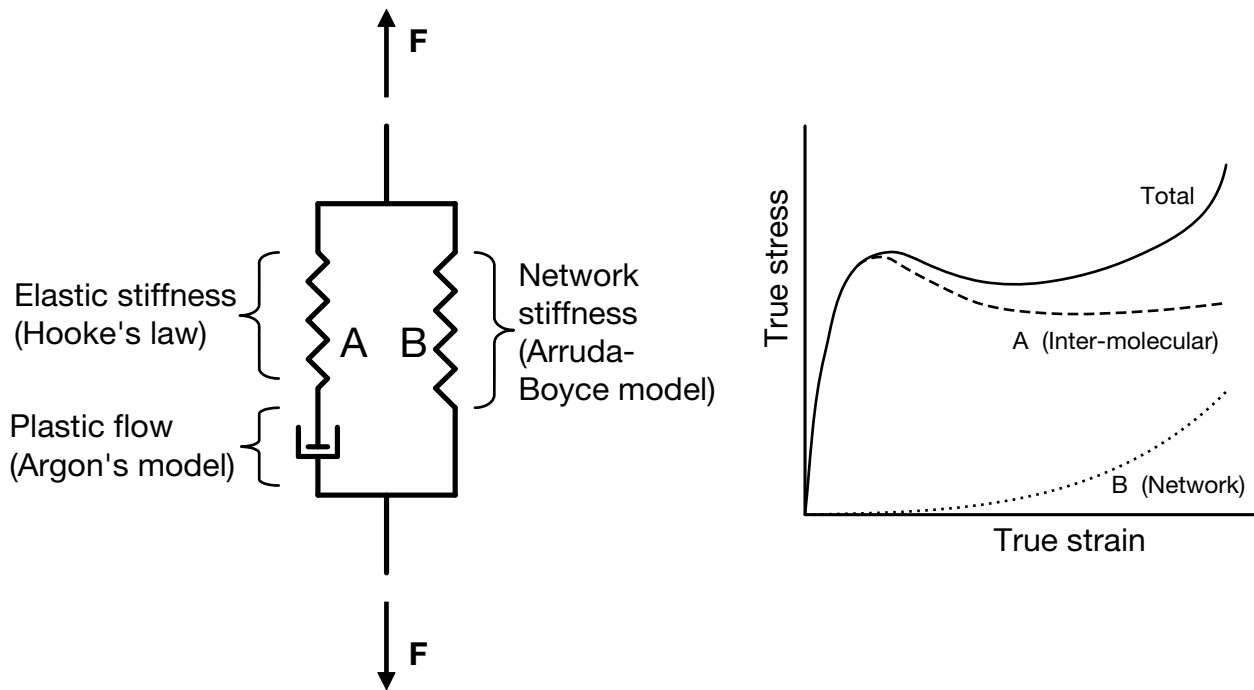 F
Elastic stiffness
(Hooke's law)
A
B
Network
stiffness
(Arruda-
Boyce model)
Plastic flow
(Argon's model)
F
True stress
Total
A (Inter-molecular)
B (Network)
True strain